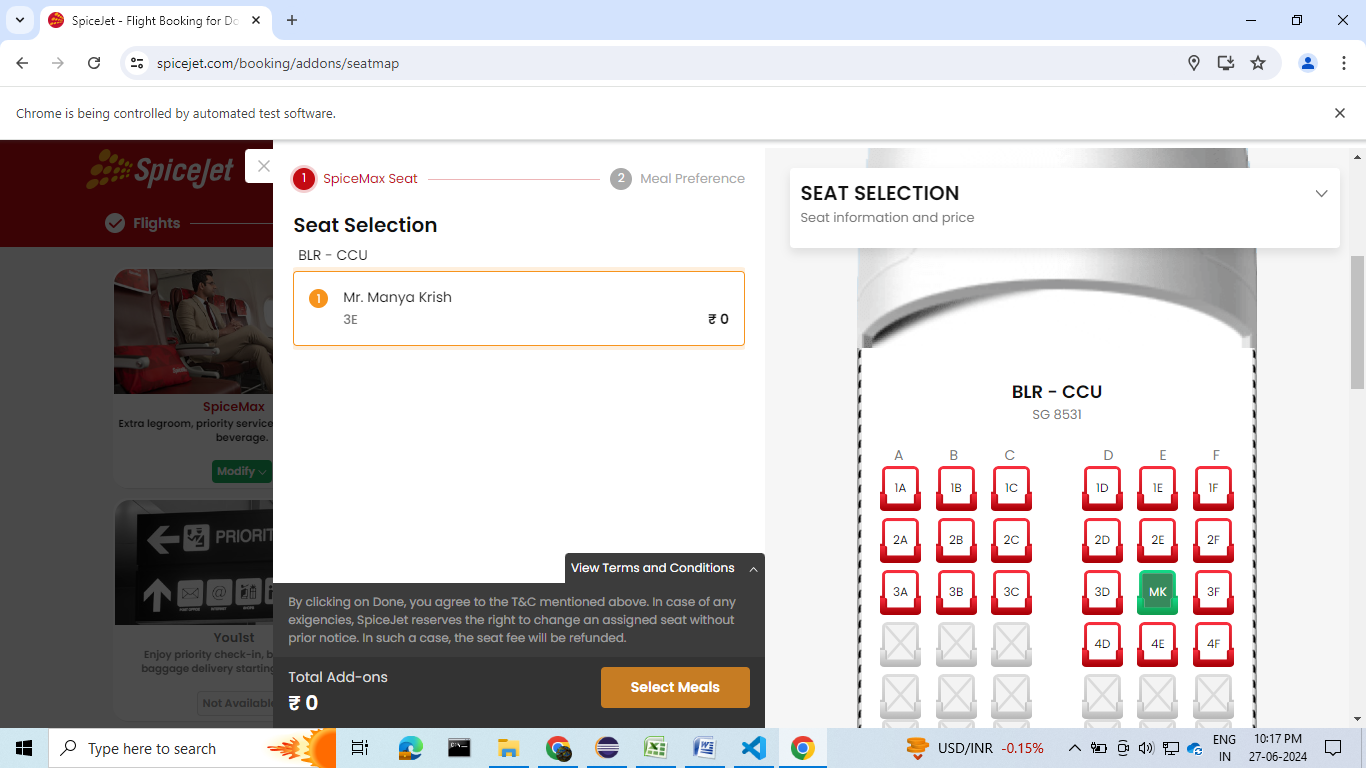 SpiceJet - Flight Booking for Do
spicejet.com/booking/addons/seatmap
Chrome is being controlled by automated test software.
SpiceJet
Flights
SpiceMax
Extra legroom, priority service
beverage.
Modify
PRIORIT
You1st
Enjoy priority check-in, b
baggage delivery starting
Not Available
1 SpiceMax Seat
2 Meal Preference
Seat Selection
BLR - CCU
1 Mr. Manya Krish
3E ₹ 0
View Terms and Conditions
By clicking on Done, you agree to the T&C mentioned above. In case of any
exigencies, SpiceJet reserves the right to change an assigned seat without
prior notice. In such a case, the seat fee will be refunded.
Total Add-ons
₹ 0
Select Meals
SEAT SELECTION
Seat information and price
BLR - CCU
SG 8531
A B C D E F
1A 1B 1C 1D 1E 1F
2A 2B 2C 2D 2E 2F
3A 3B 3C 3D MK 3F
4D 4E 4F
Type here to search
USD/INR -0.15%
ENG
IN
10:17 PM
27-06-2024